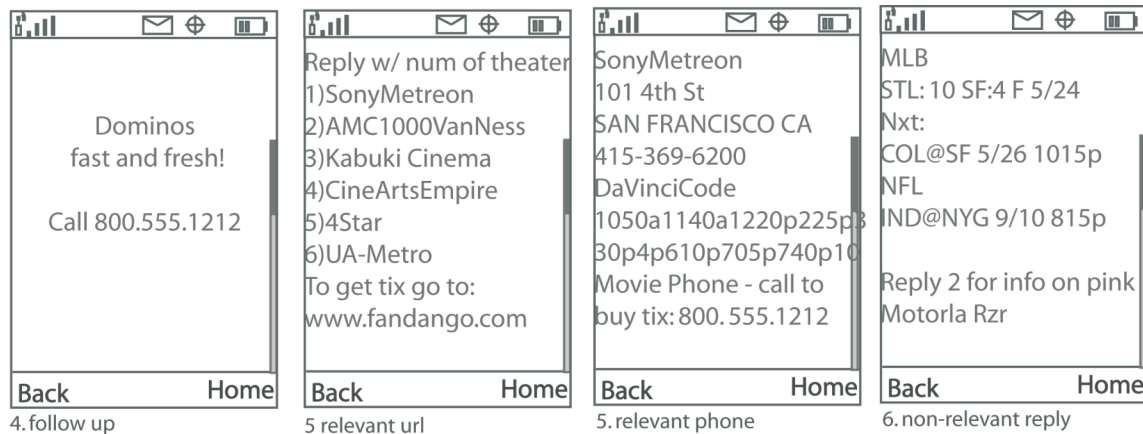 Dominos
fast and fresh!
Call 800.555.1212
Back Home
4. follow up
Reply w/ num of theater
1)SonyMetreon
2)AMC1000VanNess
3)Kabuki Cinema
4)CineArtsEmpire
5)4Star
6)UA-Metro
To get tix go to:
www.fandango.com
Back Home
5 relevant url
SonyMetreon
101 4th St
SAN FRANCISCO CA
415-369-6200
DaVinciCode
1050a1140a1220p225p3
30p4p610p705p740p10
Movie Phone - call to
buy tix: 800. 555.1212
Back Home
5. relevant phone
MLB
STL: 10 SF:4 F 5/24
Nxt:
COL@SF 5/26 1015p
NFL
IND@NYG 9/10 815p
Reply 2 for info on pink
Motorla Rzr
Back Home
6. non-relevant reply